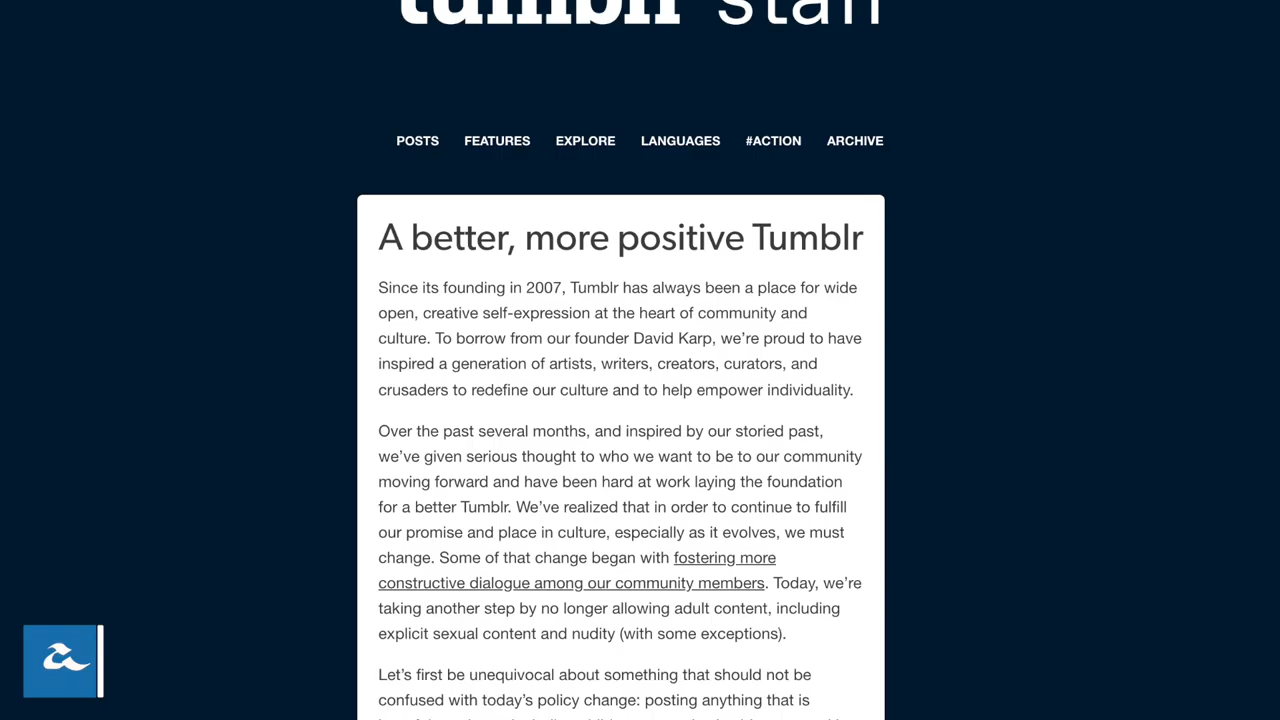 tumblr staff
POSTS FEATURES EXPLORE LANGUAGES #ACTION ARCHIVE
A better, more positive Tumblr
Since its founding in 2007, Tumblr has always been a place for wide
open, creative self-expression at the heart of community and
culture. To borrow from our founder David Karp, we’re proud to have
inspired a generation of artists, writers, creators, curators, and
crusaders to redefine our culture and to help empower individuality.
Over the past several months, and inspired by our storied past,
we’ve given serious thought to who we want to be to our community
moving forward and have been hard at work laying the foundation
for a better Tumblr. We’ve realized that in order to continue to fulfill
our promise and place in culture, especially as it evolves, we must
change. Some of that change began with fostering more
constructive dialogue among our community members. Today, we’re
taking another step by no longer allowing adult content, including
explicit sexual content and nudity (with some exceptions).
Let’s first be unequivocal about something that should not be
confused with today’s policy change: posting anything that is